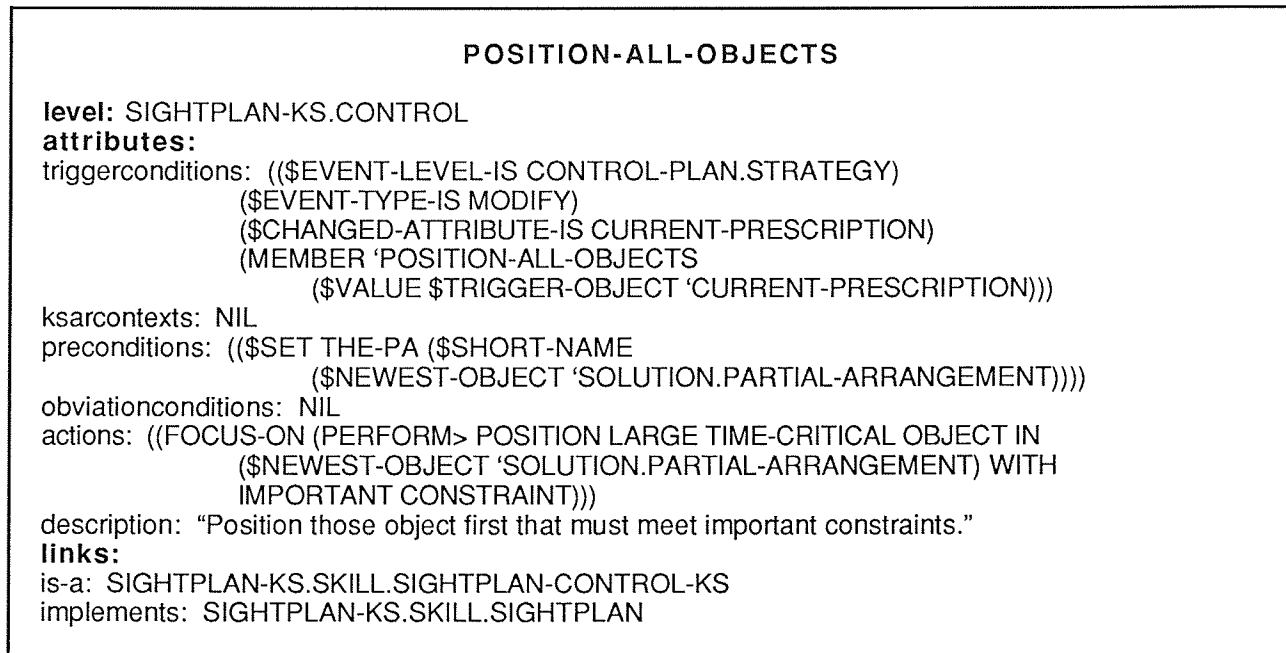 POSITION-ALL-OBJECTS
level: SIGHTPLAN-KS.CONTROL
attributes:
triggerconditions: (($EVENT-LEVEL-IS CONTROL-PLAN.STRATEGY)
($EVENT-TYPE-IS MODIFY)
($CHANGED-ATTRIBUTE-IS CURRENT-PRESCRIPTION)
(MEMBER ‘POSITION-ALL-OBJECTS
($VALUE $TRIGGER-OBJECT ‘CURRENT-PRESCRIPTION)))
ksarcontexts: NIL
preconditions: (($SET THE-PA ($SHORT-NAME
($NEWEST-OBJECT ‘SOLUTION.PARTIAL-ARRANGEMENT))))
obviationconditions: NIL
actions: ((FOCUS-ON (PERFORM> POSITION LARGE TIME-CRITICAL OBJECT IN
($NEWEST-OBJECT ‘SOLUTION.PARTIAL-ARRANGEMENT) WITH
IMPORTANT CONSTRAINT)))
description: “Position those object first that must meet important constraints.”
links:
is-a: SIGHTPLAN-KS.SKILL.SIGHTPLAN-CONTROL-KS
implements: SIGHTPLAN-KS.SKILL.SIGHTPLAN